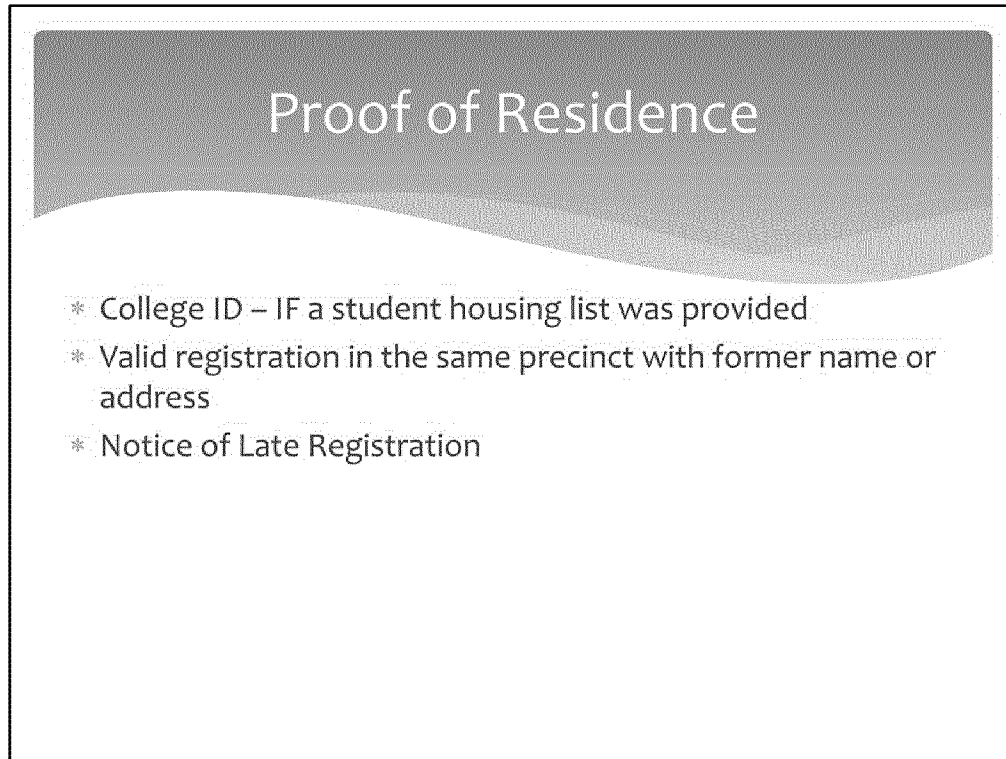 Proof of Residence
* College ID – IF a student housing list was provided
* Valid registration in the same precinct with former name or
address
* Notice of Late Registration